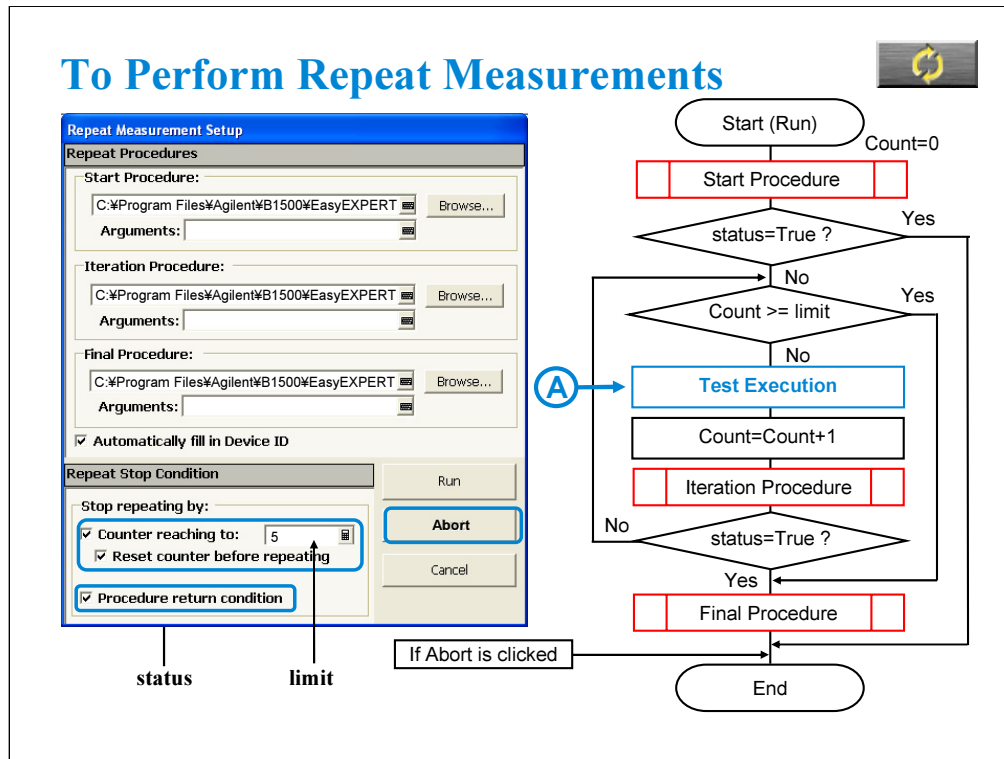 To Perform Repeat Measurements
Repeat Measurement Setup
Repeat Procedures
Start Procedure:
C:¥Program Files¥Agilent¥B1500¥EasyEXPERT
Browse...
Arguments:
Iteration Procedure:
C:¥Program Files¥Agilent¥B1500¥EasyEXPERT
Browse...
Arguments:
Final Procedure:
C:¥Program Files¥Agilent¥B1500¥EasyEXPERT
Browse...
Arguments:
Automatically fill in Device ID
Repeat Stop Condition
Stop repeating by:
Counter reaching to: 5
Reset counter before repeating
Procedure return condition
Run
Abort
Cancel
status
limit
Start (Run)
Count=0
Start Procedure
status=True ?
Yes
No
Count >= limit
Yes
No
A
Test Execution
Count=Count+1
Iteration Procedure
No
status=True ?
Yes
Final Procedure
If Abort is clicked
End